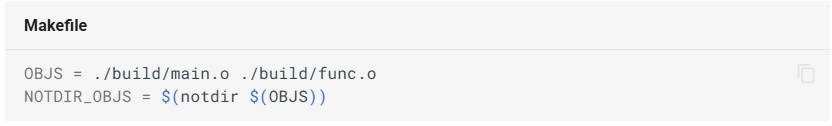 Makefile
OBJS = ./build/main.o ./build/func.o
NOTDIR_OBJS = $(notdir $(OBJS))